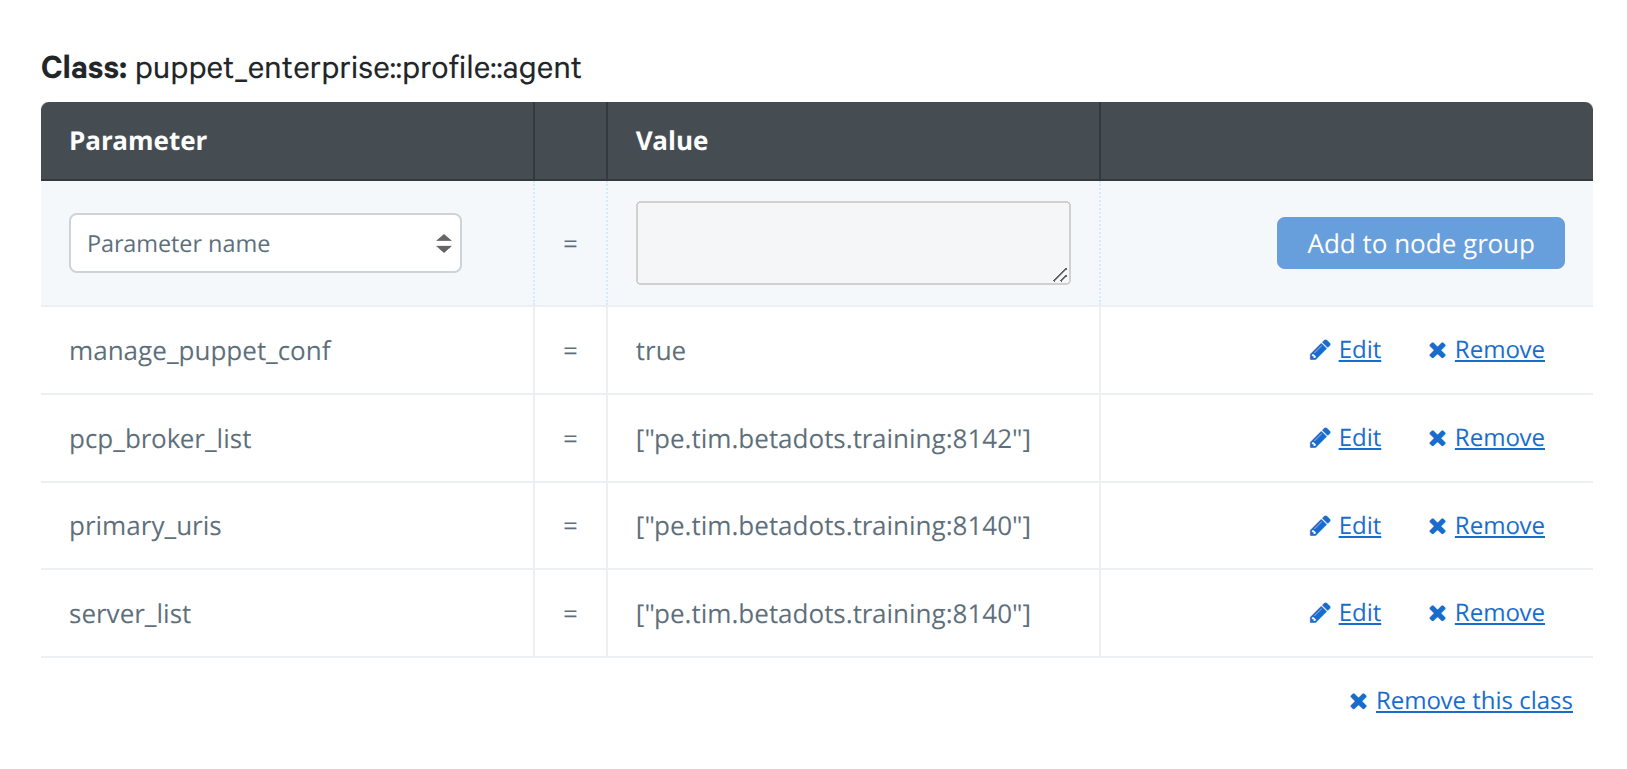 Class: puppet_enterprise::profile::agent
Parameter Value
Parameter name = Add to node group
manage_puppet_conf = true Edit Remove
pcp_broker_list = ["pe.tim.betadots.training:8142"] Edit Remove
primary_uris = ["pe.tim.betadots.training:8140"] Edit Remove
server_list = ["pe.tim.betadots.training:8140"] Edit Remove
Remove this class